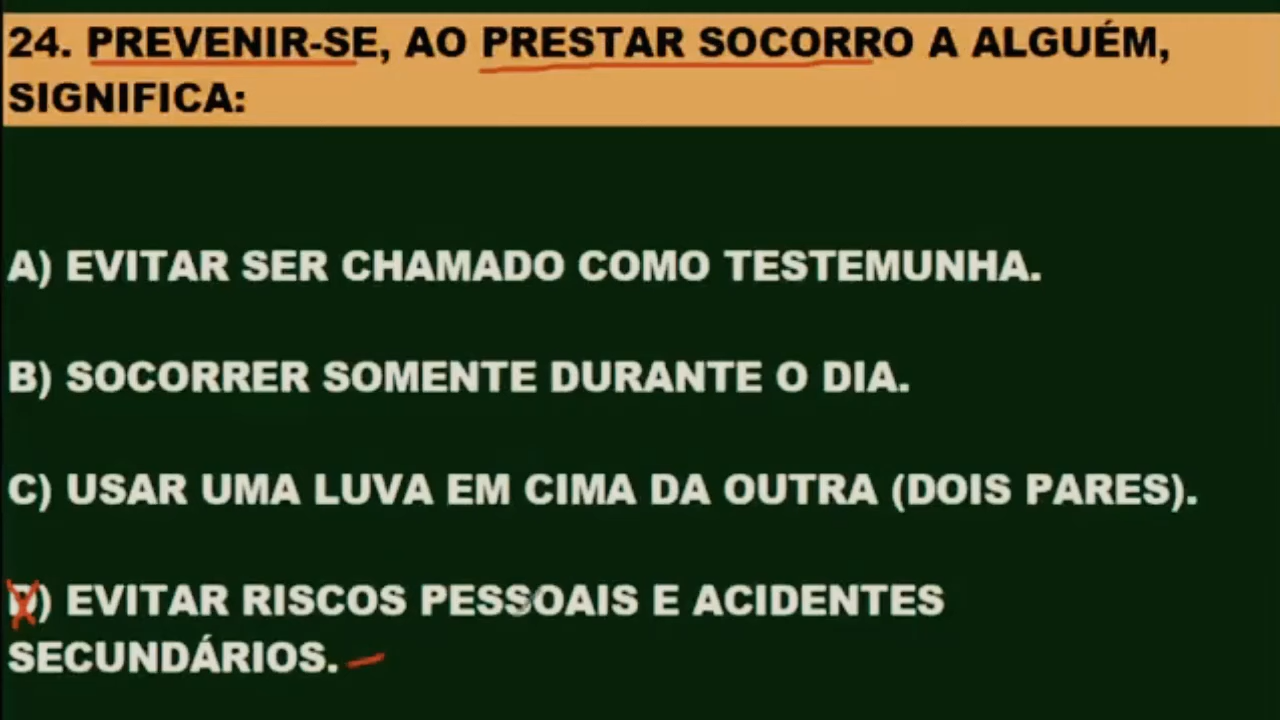 24. PREVENIR-SE, AO PRESTAR SOCORRO A ALGUÉM,
SIGNIFICA:
A) EVITAR SER CHAMADO COMO TESTEMUNHA.
B) SOCORRER SOMENTE DURANTE O DIA.
C) USAR UMA LUVA EM CIMA DA OUTRA (DOIS PARES).
D) EVITAR RISCOS PESSOAIS E ACIDENTES
SECUNDÁRIOS.